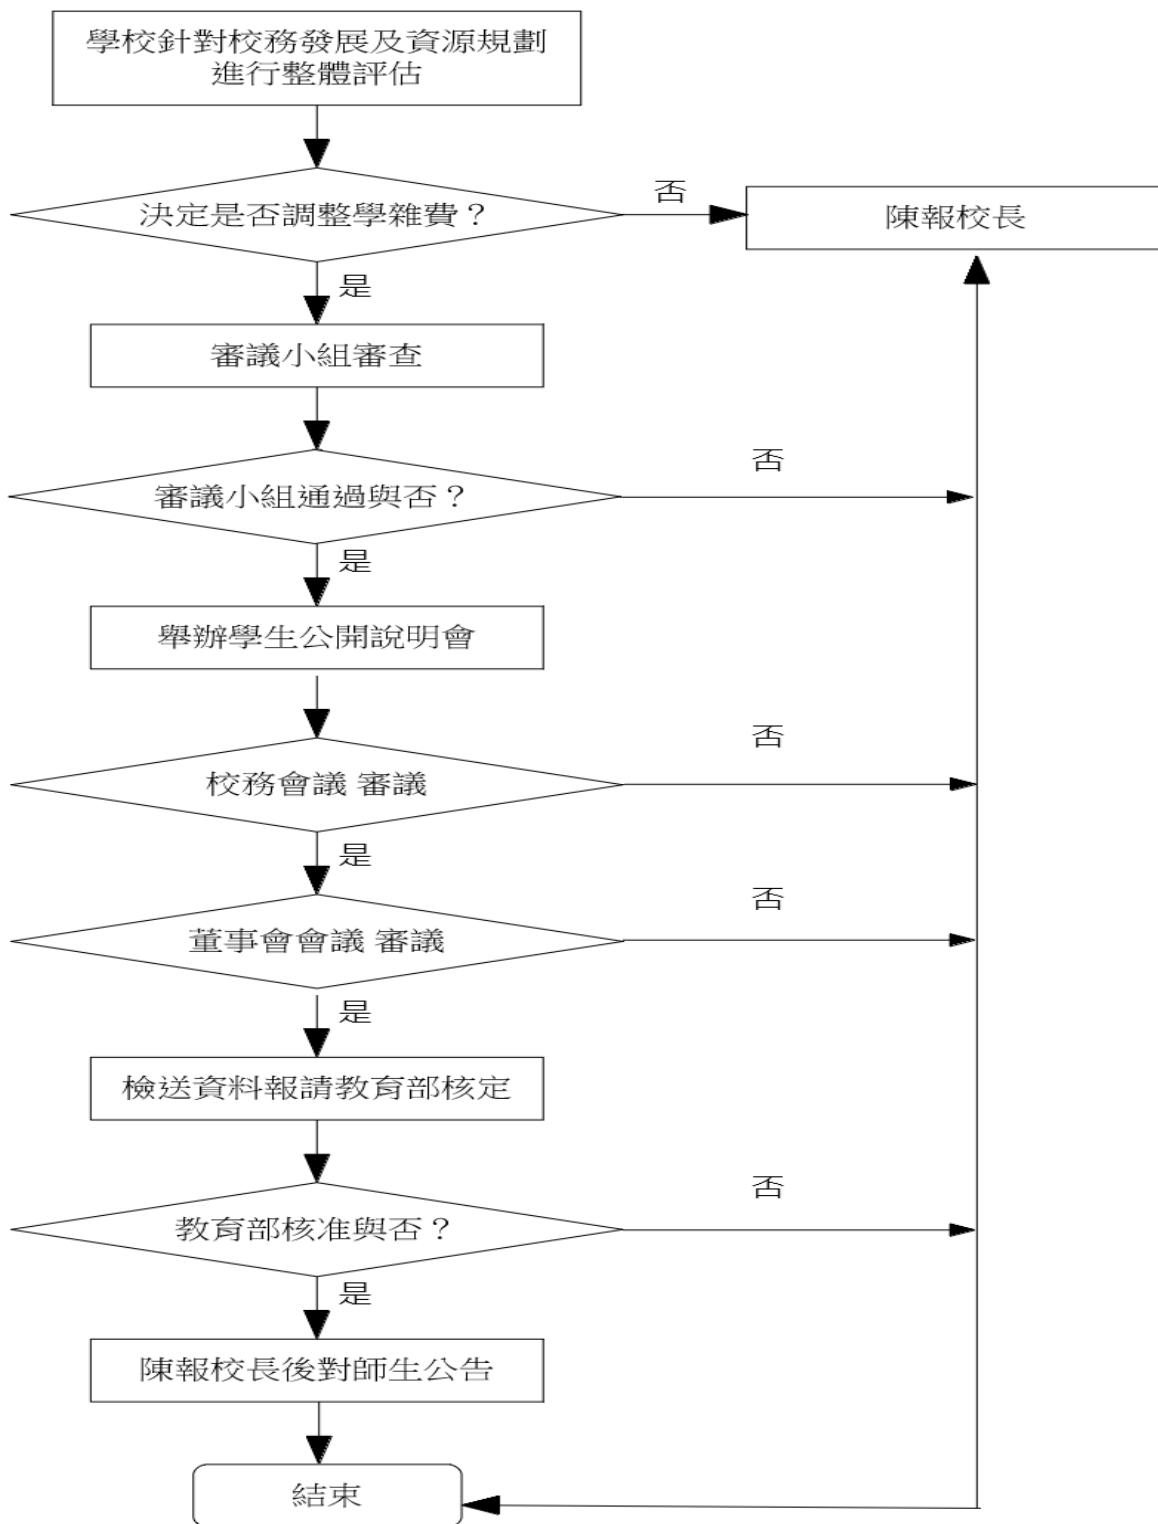 學校針對校務發展及資源規劃
進行整體評估
決定是否調整學雜費？
否
陳報校長
是
審議小組審查
審議小組通過與否？
否
是
舉辦學生公開說明會
校務會議 審議
否
是
董事會會議 審議
否
是
檢送資料報請教育部核定
教育部核准與否？
否
是
陳報校長後對師生公告
結束